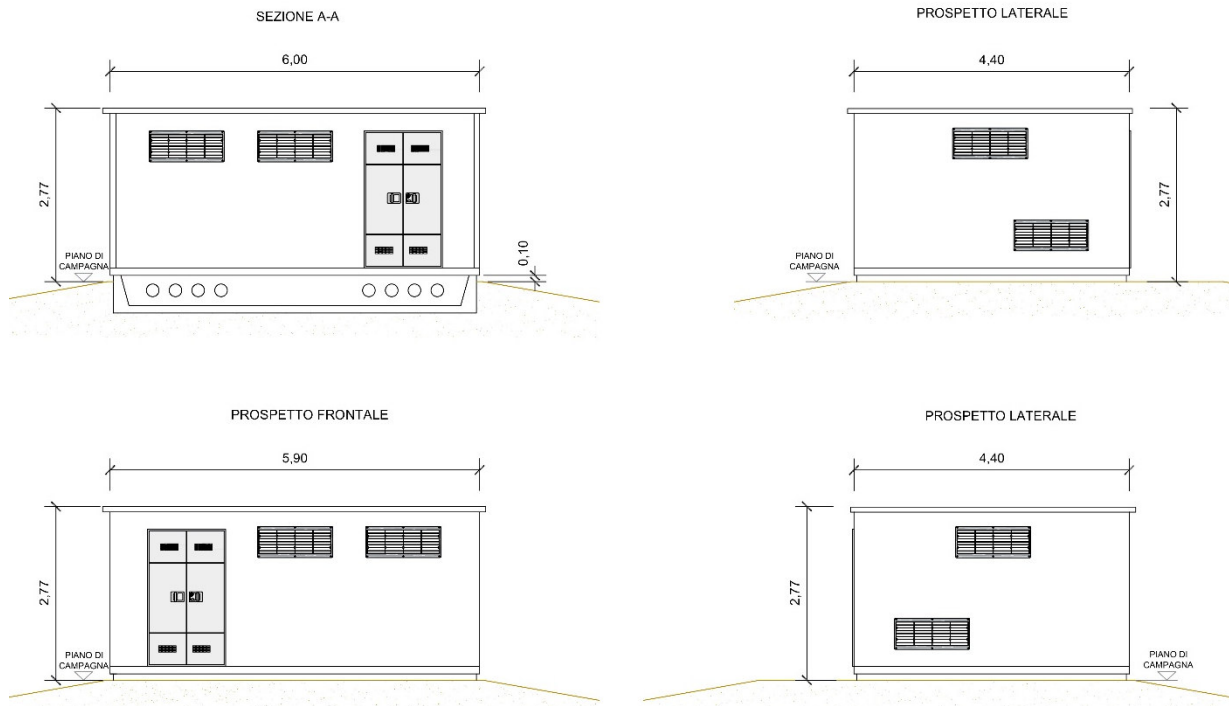 SEZIONE A-A
6,00
2,77
PIANO DI
CAMPAGNA
0,10
PROSPETTO LATERALE
4,40
2,77
PIANO DI
CAMPAGNA
PROSPETTO FRONTALE
5,90
2,77
PIANO DI
CAMPAGNA
PROSPETTO LATERALE
4,40
2,77
PIANO DI
CAMPAGNA